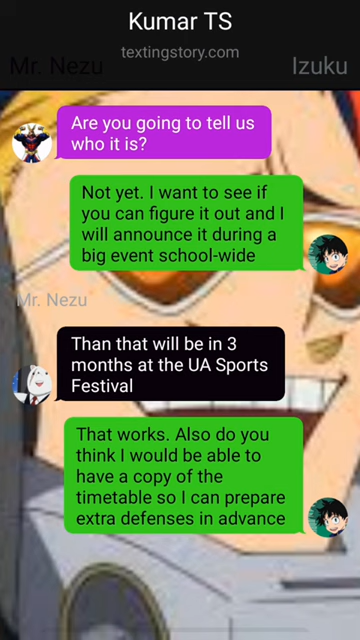 Kumar TS
textingstory.com
Mr. Nezu
Izuku
Are you going to tell us
who it is?
Not yet. I want to see if
you can figure it out and I
will announce it during a
big event school-wide
Mr. Nezu
Than that will be in 3
months at the UA Sports
Festival
That works. Also do you
think I would be able to
have a copy of the
timetable so I can prepare
extra defenses in advance